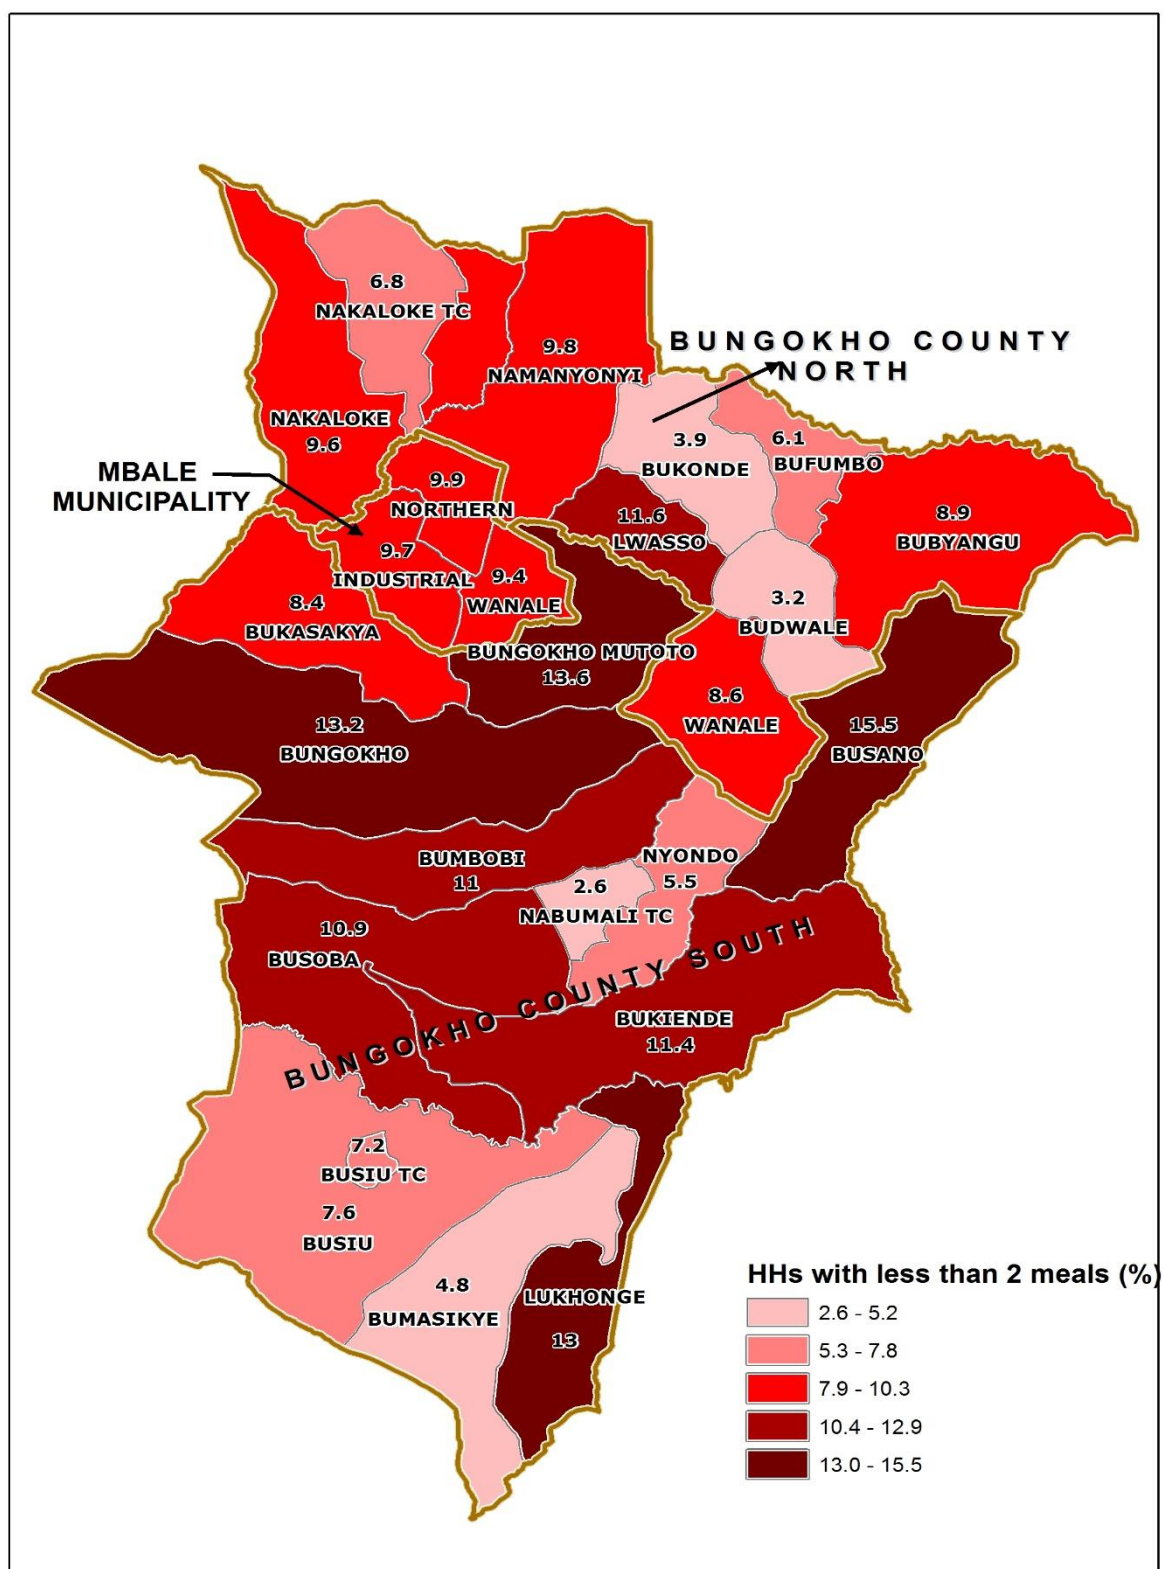 6.8
NAKALOKE TC
9.8
NAMANYONYI
BUNGOKHO COUNTY
NORTH
NAKALOKE
9.6
3.9
BUKONDE
6.1
BUFUMBO
MBALE
MUNICIPALITY
9.9
NORTHERN
11.6
LWASSO
8.9
BUBYANGU
9.7
INDUSTRIAL
9.4
WANALE
8.4
BUKASAKYA
3.2
BUDWALE
BUNGOKHO MUTOTO
13.6
8.6
WANALE
15.5
BUSANO
13.2
BUNGOKHO
BUMBOBI
11
NYONDO
5.5
2.6
NABUMALI TC
10.9
BUSOBA
BUNGOKHO COUNTY SOUTH
BUKIENDE
11.4
7.2
BUSIU TC
7.6
BUSIU
4.8
BUMASIKYE
LUKHONGE
13
HHs with less than 2 meals (%)
2.6 - 5.2
5.3 - 7.8
7.9 - 10.3
10.4 - 12.9
13.0 - 15.5